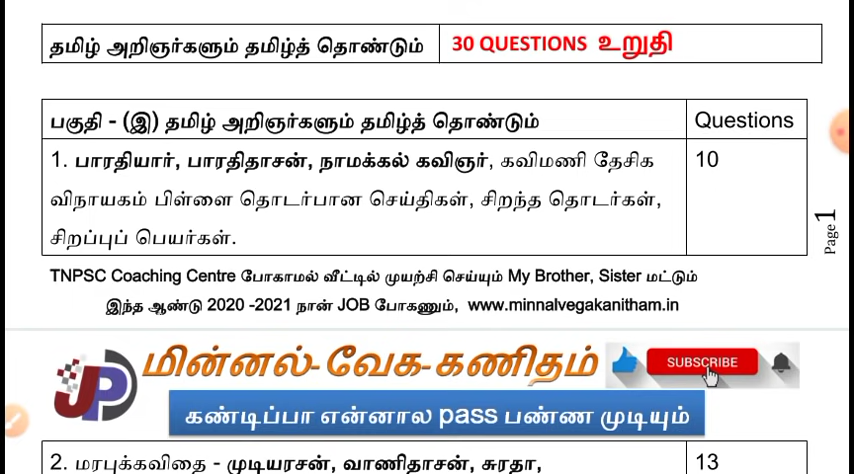 தமிழ் அறிஞர்களும் தமிழ்த் தொண்டும் 30 QUESTIONS உறுதி
பகுதி - (இ) தமிழ் அறிஞர்களும் தமிழ்த் தொண்டும் Questions
1. பாரதியார், பாரதிதாசன், நாமக்கல் கவிஞர், கவிமணி தேசிக 10
விநாயகம் பிள்ளை தொடர்பான செய்திகள், சிறந்த தொடர்கள்,
சிறப்புப் பெயர்கள்.
Page 1
TNPSC Coaching Centre போகாமல் வீட்டில் முயற்சி செய்யும் My Brother, Sister மட்டும்
இந்த ஆண்டு 2020 -2021 நான் JOB போகணும், www.minnalvegakanitham.in
JP
மின்னல்-வேக-கணிதம்
SUBSCRIBE
கண்டிப்பா என்னால pass பண்ண முடியும்
2. மரபுக்கவிதை - முடியரசன், வாணிதாசன், சுரதா, 13